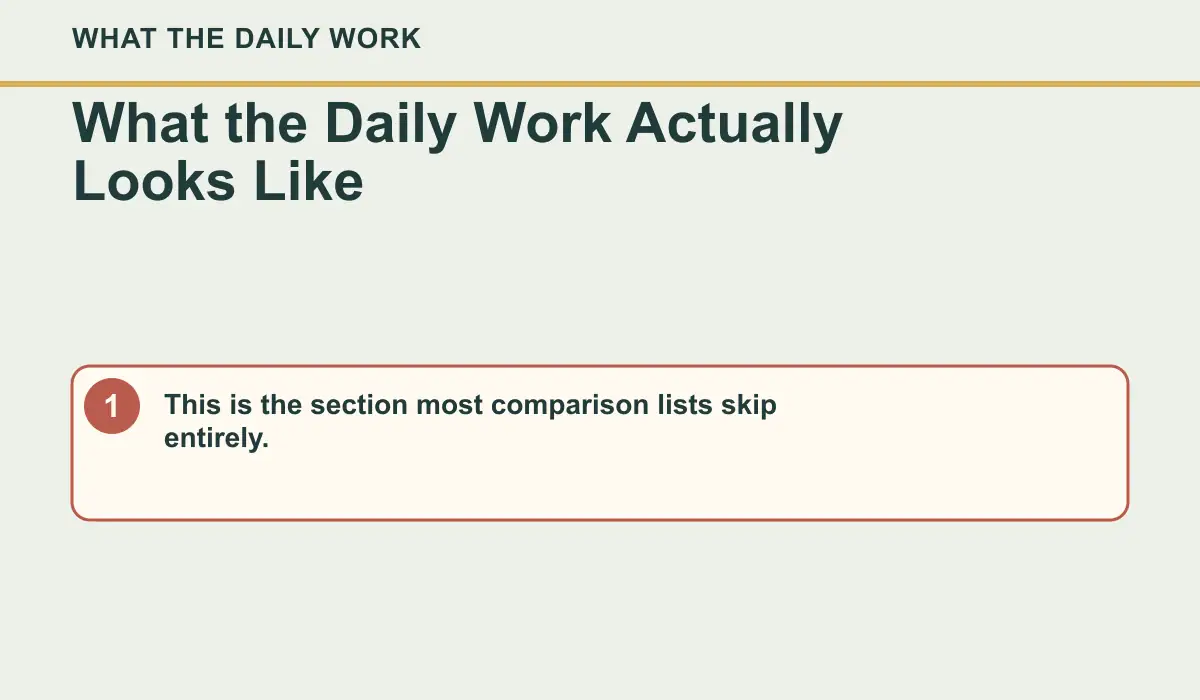 WHAT THE DAILY WORK
What the Daily Work Actually
Looks Like
1
This is the section most comparison lists skip
entirely.